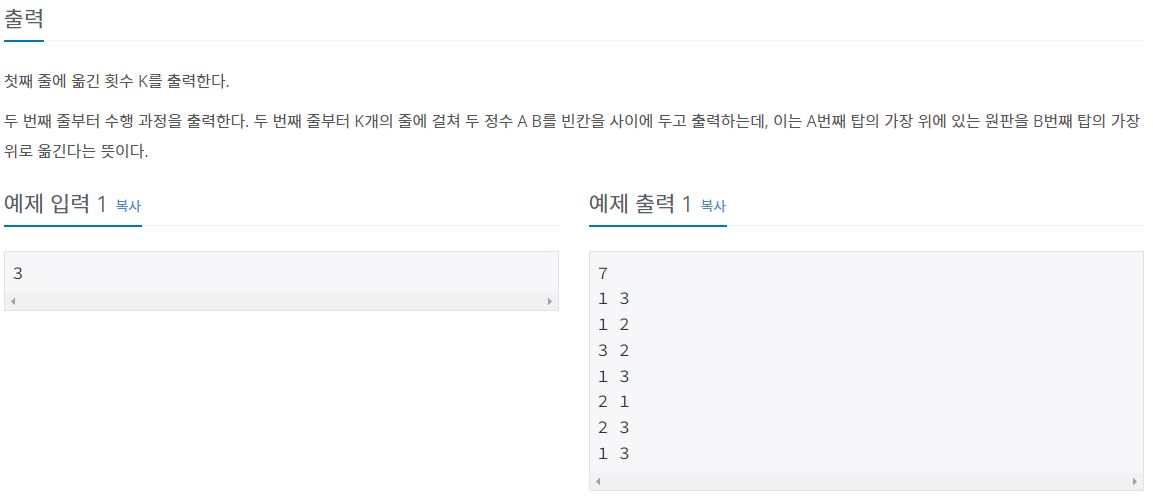 출력
첫째 줄에 옮긴 횟수 K를 출력한다.
두 번째 줄부터 수행 과정을 출력한다. 두 번째 줄부터 K개의 줄에 걸쳐 두 정수 A B를 빈칸을 사이에 두고 출력하는데, 이는 A번째 탑의 가장 위에 있는 원판을 B번째 탑의 가장
위로 옮긴다는 뜻이다.
예제 입력 1 복사
3
예제 출력 1 복사
7
1 3
1 2
3 2
1 3
2 1
2 3
1 3